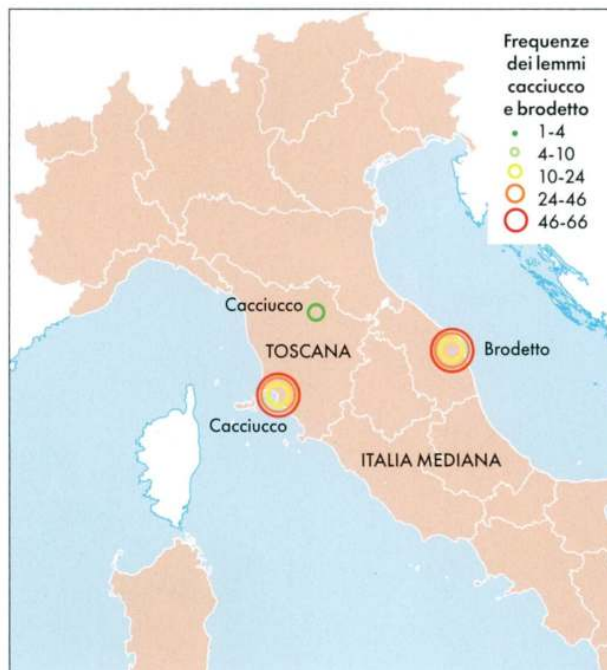 Frequenze
dei lemmi
cacciucco
e brodetto
1-4
4-10
10-24
24-46
46-66
Cacciucco
TOSCANA
Brodetto
Cacciucco
ITALIA MEDIANA